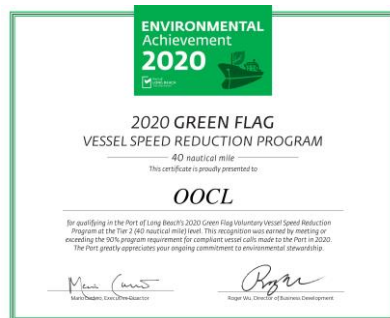 ENVIRONMENTAL
Achievement
2020
LONG BEACH
2020 GREEN FLAG
VESSEL SPEED REDUCTION PROGRAM
40 nautical mile
This certificate is proudly presented to
OOCL
for qualifying in the Port of Long Beach's 2020 Green Flag Voluntary Vessel Speed Reduction
Program at the Tier 2 (40 nautical mile) level. This recognition was earned by meeting or
exceeding the 90% program requirement for compliant vessel calls made to the Port in 2020.
The Port greatly appreciates your ongoing commitment to environmental stewardship.
Mario Cordero, Executive Director
Roger Wu, Director of Business Development